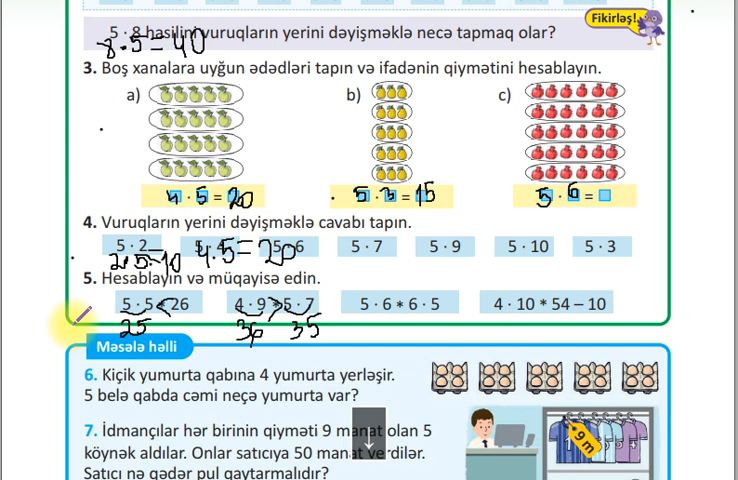 5 · 8 hasilini vuruqların yerini dəyişməklə necə tapmaq olar?
Fikirləş!
8 · 5 = 40
3. Boş xanalara uyğun ədədləri tapın və ifadənin qiymətini hesablayın.
a) b) c)
4 · 5 = 20 5 · 3 = 15 5 · 6 =
4. Vuruqların yerini dəyişməklə cavabı tapın.
5 · 2 5 · 4 5 · 6 5 · 7 5 · 9 5 · 10 5 · 3
2 · 5 = 10 4 · 5 = 20
5. Hesablayın və müqayisə edin.
5 · 5 < 26 4 · 9 > 5 · 7 5 · 6 * 6 · 5 4 · 10 * 54 – 10
25 36 35
Məsələ həlli
6. Kiçik yumurta qabına 4 yumurta yerləşir.
5 belə qabda cəmi neçə yumurta var?
7. İdmançılar hər birinin qiyməti 9 manat olan 5
köynək aldılar. Onlar satıcıya 50 manat verdilər.
Satıcı nə qədər pul qaytarmalıdır?
9 m